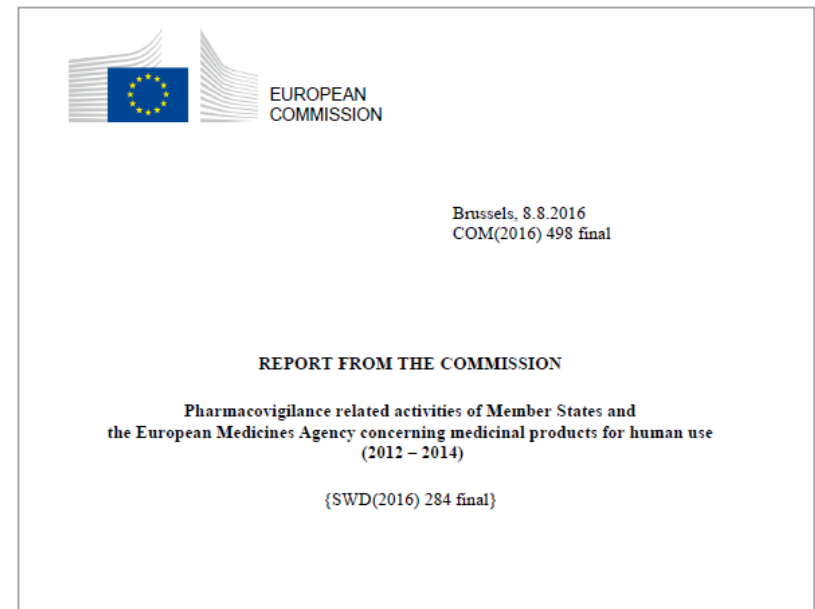 EUROPEAN
COMMISSION
Brussels, 8.8.2016
COM(2016) 498 final
REPORT FROM THE COMMISSION
Pharmacovigilance related activities of Member States and
the European Medicines Agency concerning medicinal products for human use
(2012 – 2014)
{SWD(2016) 284 final}